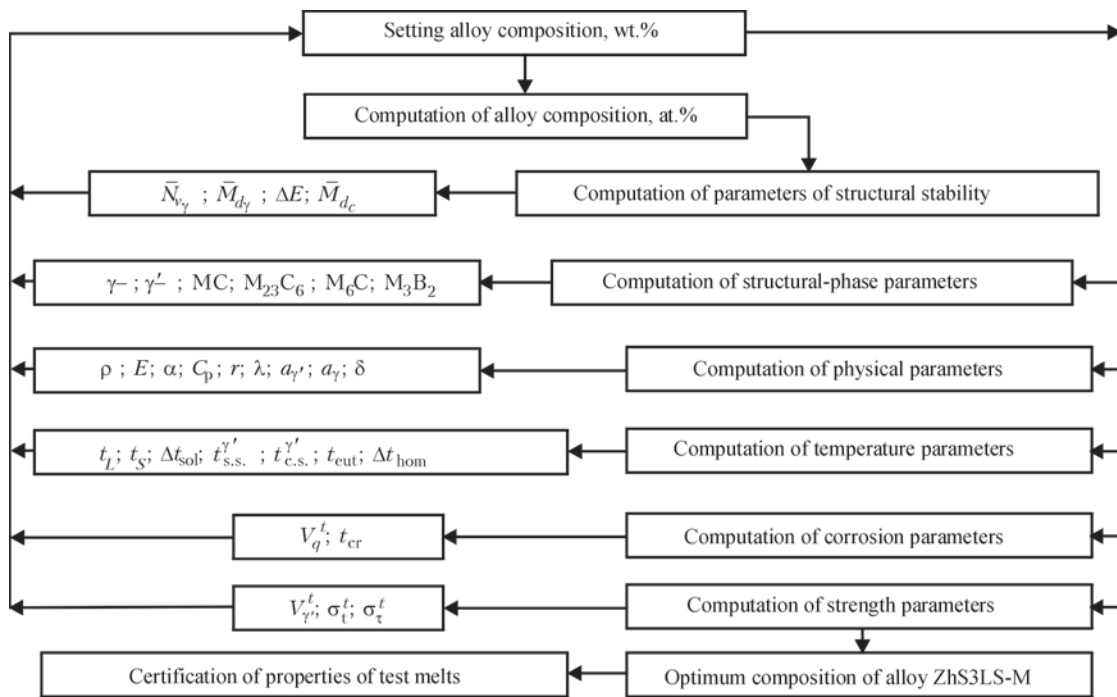 Setting alloy composition, wt.%
Computation of alloy composition, at.%
N̄vγ ; M̄dγ ; ΔE; M̄dc
Computation of parameters of structural stability
γ– ; γ′– ; MC; M23C6 ; M6C; M3B2
Computation of structural-phase parameters
ρ ; E; α; Cp; r; λ; aγ′; aγ; δ
Computation of physical parameters
tL; tS; Δtsol; tγ′s.s. ; tγ′c.s.; teut; Δthom
Computation of temperature parameters
Vqt; tcr
Computation of corrosion parameters
Vγ′t; σtt; στt
Computation of strength parameters
Certification of properties of test melts
Optimum composition of alloy ZhS3LS-M